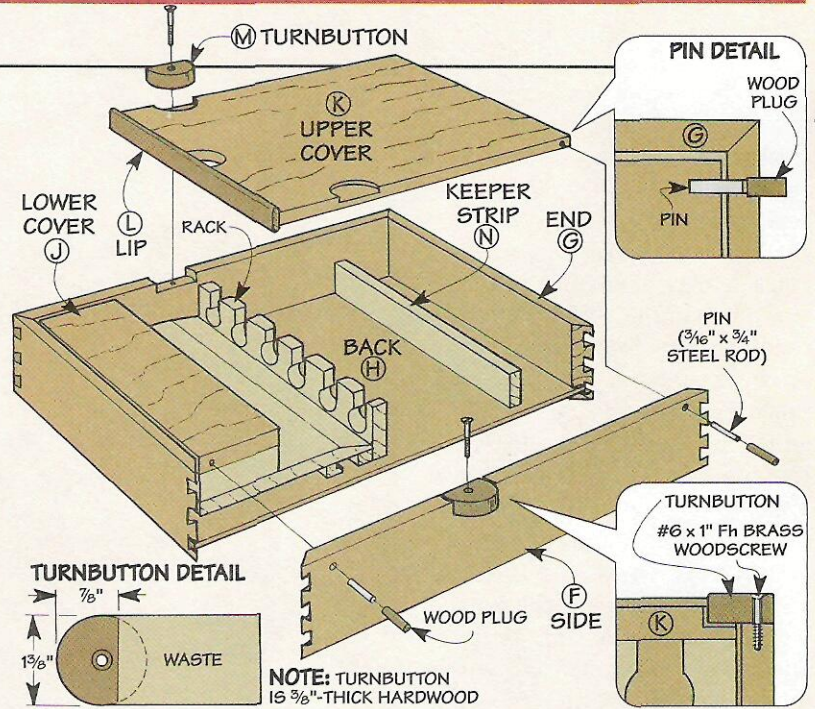 M TURNBUTTON
K
UPPER
COVER
PIN DETAIL
WOOD
PLUG
G
PIN
LOWER
COVER
J
L
LIP
RACK
KEEPER
STRIP
N
END
G
BACK
H
PIN
(3/16" x 3/4"
STEEL ROD)
TURNBUTTON
#6 x 1" Fh BRASS
WOODSCREW
K
F
SIDE
WOOD PLUG
TURNBUTTON DETAIL
7/8"
1 3/8"
WASTE
NOTE: TURNBUTTON
IS 3/8"-THICK HARDWOOD